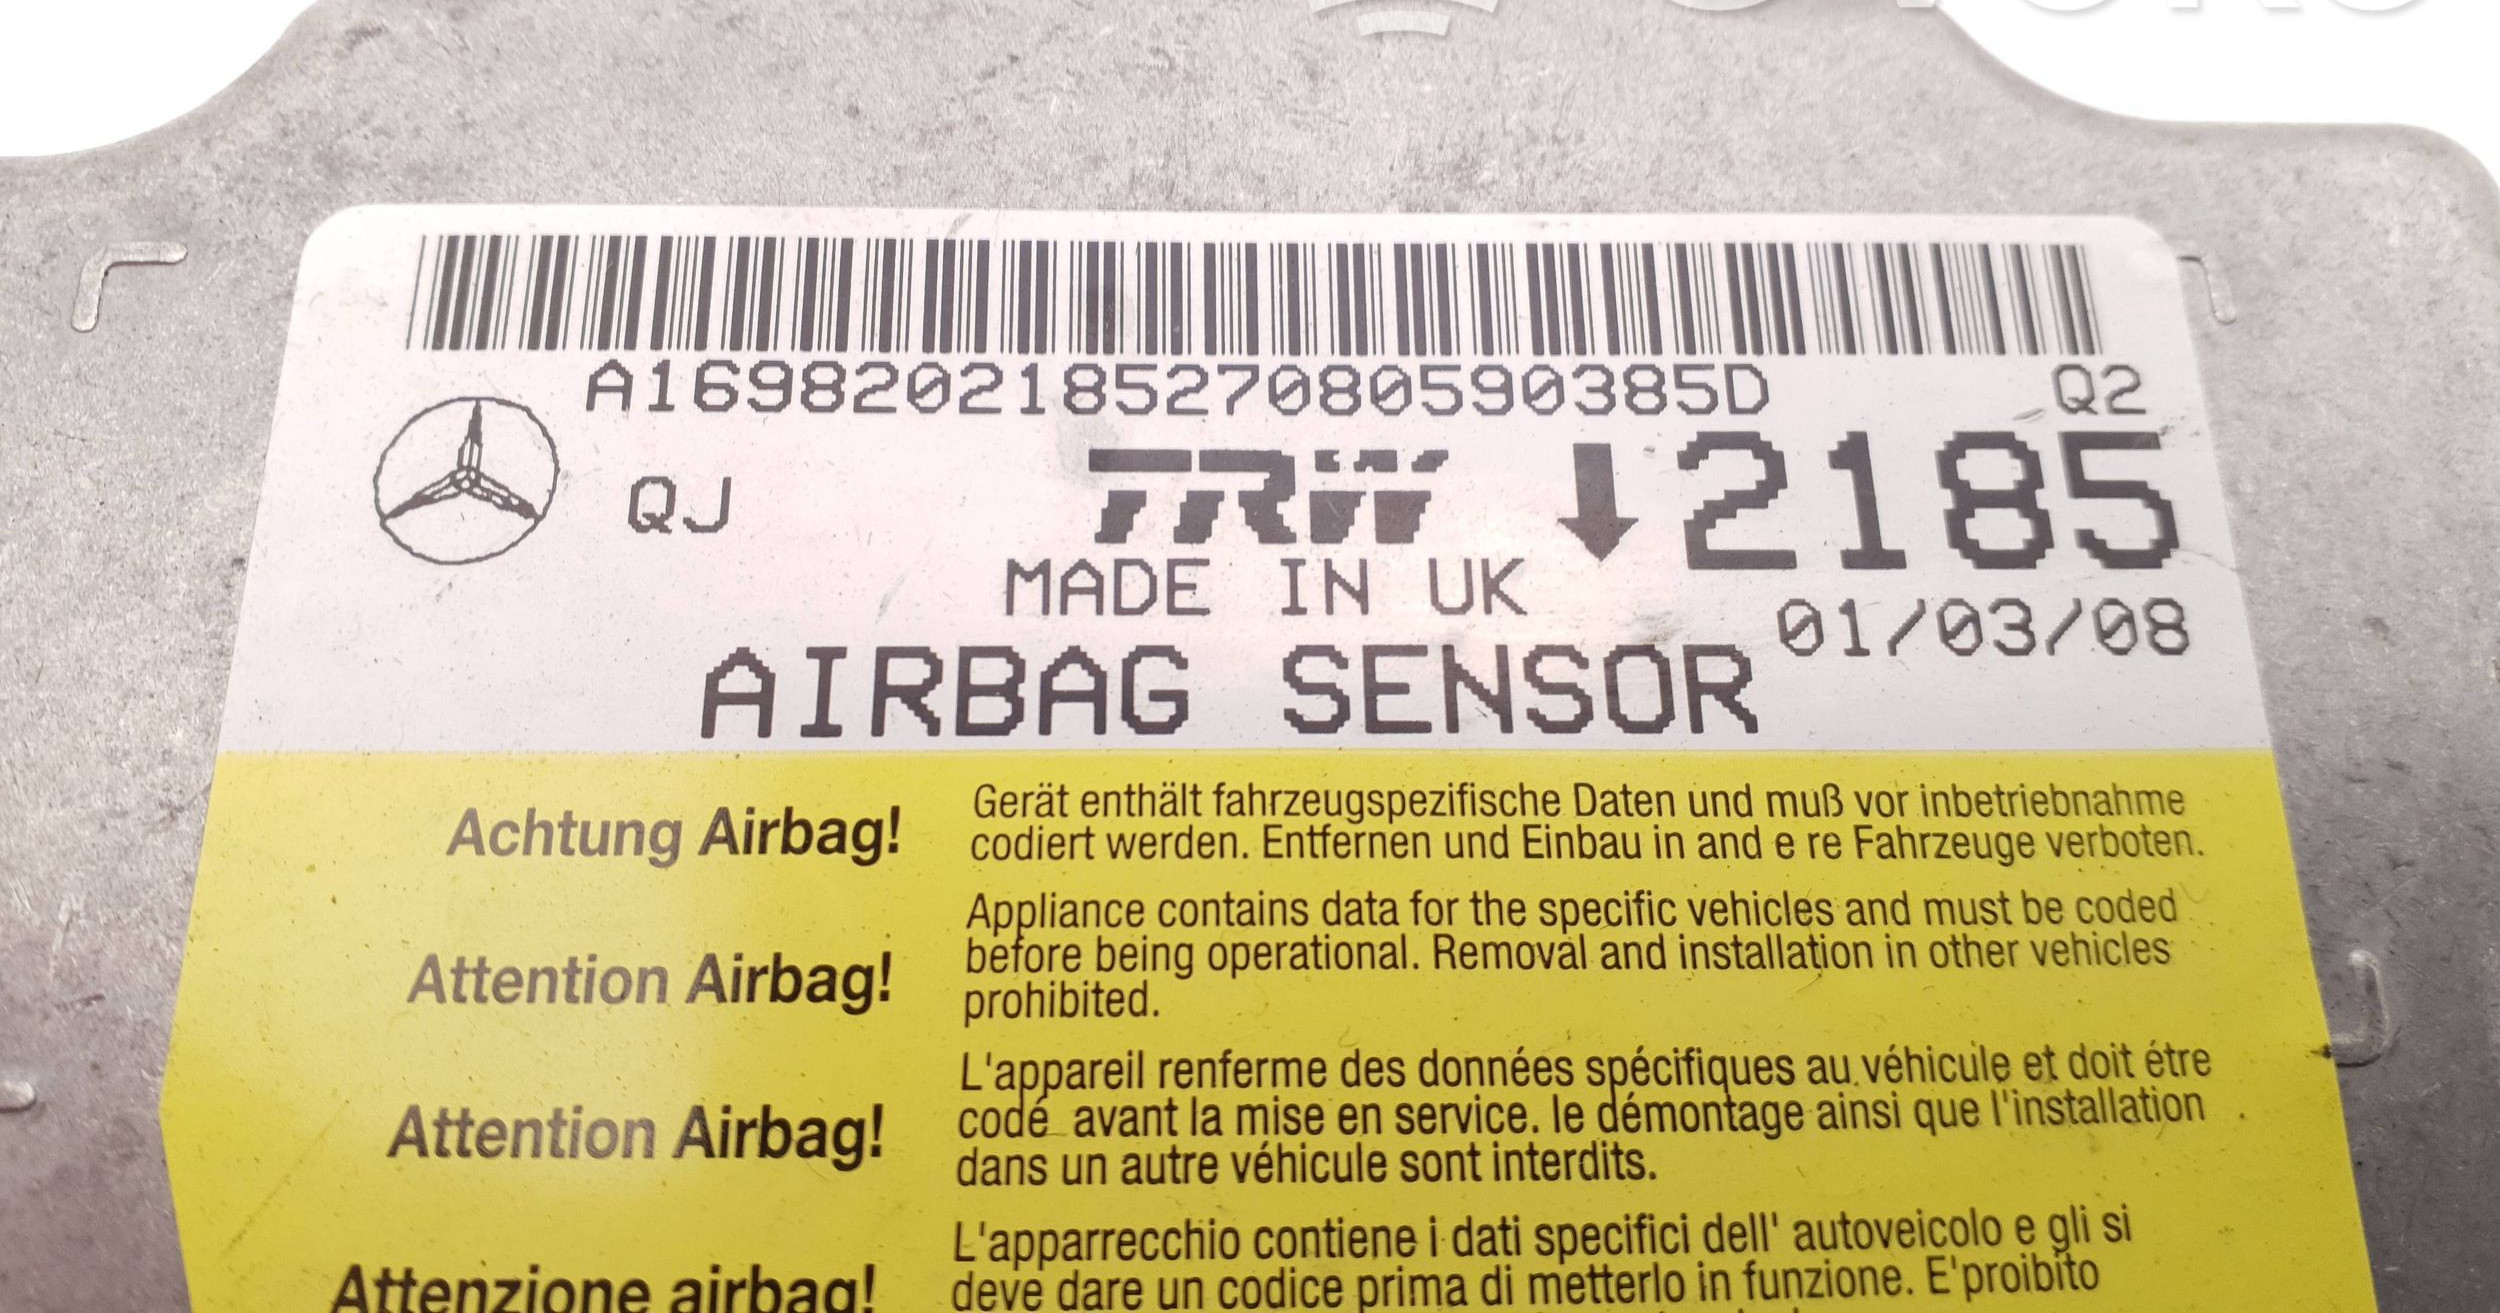 A169820218527080590385D Q2
QJ TRW 2185
MADE IN UK
01/03/08
AIRBAG SENSOR
Achtung Airbag!
Gerät enthält fahrzeugspezifische Daten und muß vor inbetriebnahme
codiert werden. Entfernen und Einbau in and e re Fahrzeuge verboten.
Attention Airbag!
Appliance contains data for the specific vehicles and must be coded
before being operational. Removal and installation in other vehicles
prohibited.
Attention Airbag!
L'appareil renferme des données spécifiques au véhicule et doit étre
codé avant la mise en service. le démontage ainsi que l'installation
dans un autre véhicule sont interdits.
Attenzione airbag!
L'apparrecchio contiene i dati specifici dell' autoveicolo e gli si
deve dare un codice prima di metterlo in funzione. E'proibito